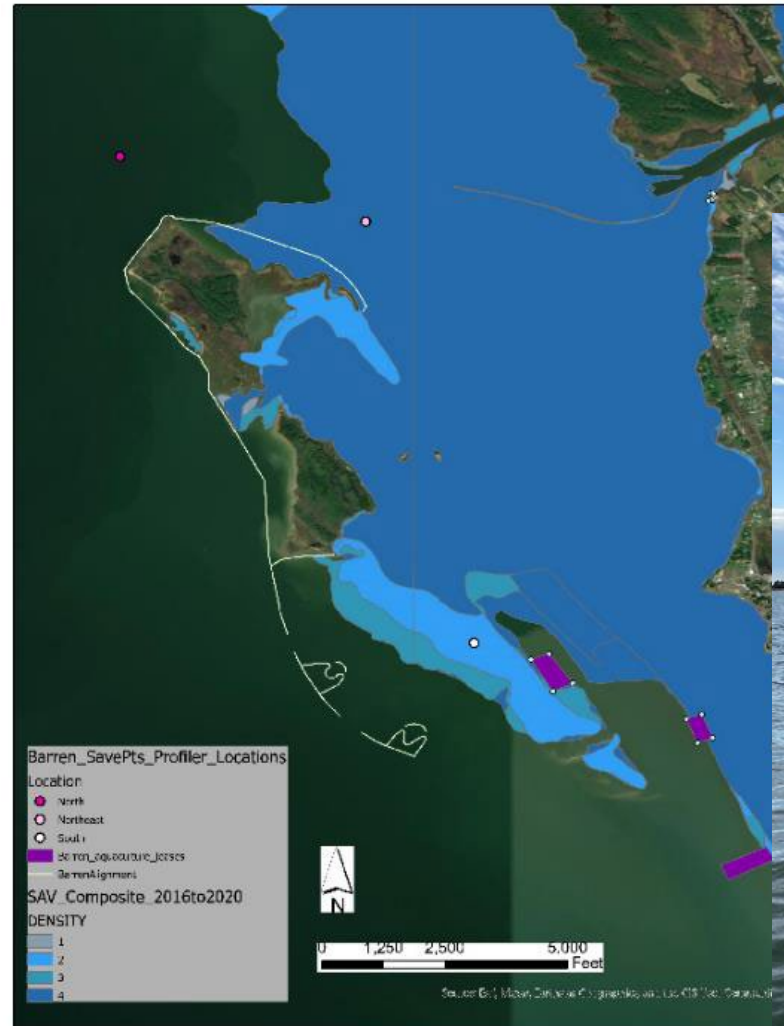 Barren_SavePts_Profiler_Locations
Location
North
Northeast
South
Barren_aquaculture_leases
BarrenAlignment
SAV_Composite_2016to2020
DENSITY
1
2
3
4
N
0 1,250 2,500 5,000
Feet